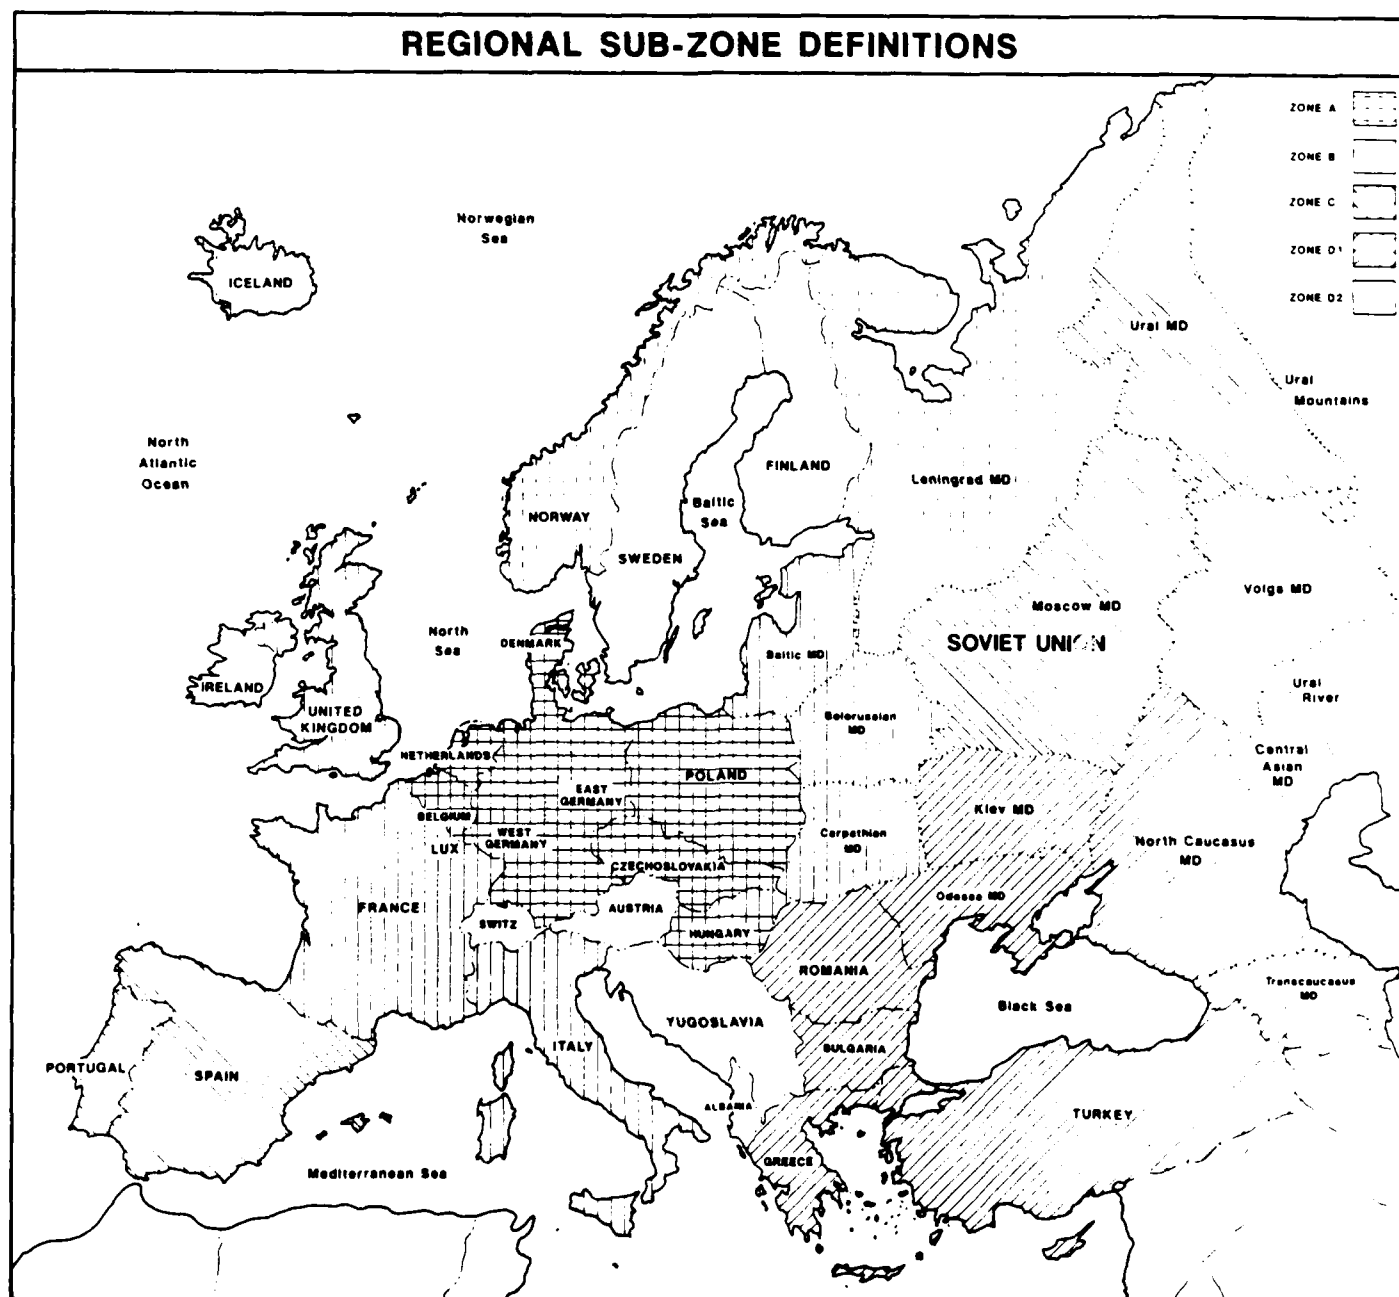 REGIONAL SUB-ZONE DEFINITIONS
ZONE A
ZONE B
ZONE C
ZONE D1
ZONE D2
Norwegian
Sea
ICELAND
Ural MD
Ural
Mountains
North
Atlantic
Ocean
FINLAND
Leningrad MD
Baltic
Sea
NORWAY
SWEDEN
Volga MD
Moscow MD
SOVIET UNION
North
Sea
DENMARK
Baltic MD
IRELAND
Ural
River
UNITED
KINGDOM
Belorussian
MD
NETHERLANDS
POLAND
Central
Asian
MD
EAST
GERMANY
Kiev MD
BELGIUM
WEST
GERMANY
LUX
Carpathian
MD
North Caucasus
MD
CZECHOSLOVAKIA
FRANCE
AUSTRIA
Odessa MD
SWITZ
HUNGARY
ROMANIA
Transcaucasus
MD
Black Sea
YUGOSLAVIA
ITALY
BULGARIA
PORTUGAL
SPAIN
ALBANIA
TURKEY
GREECE
Mediterranean Sea